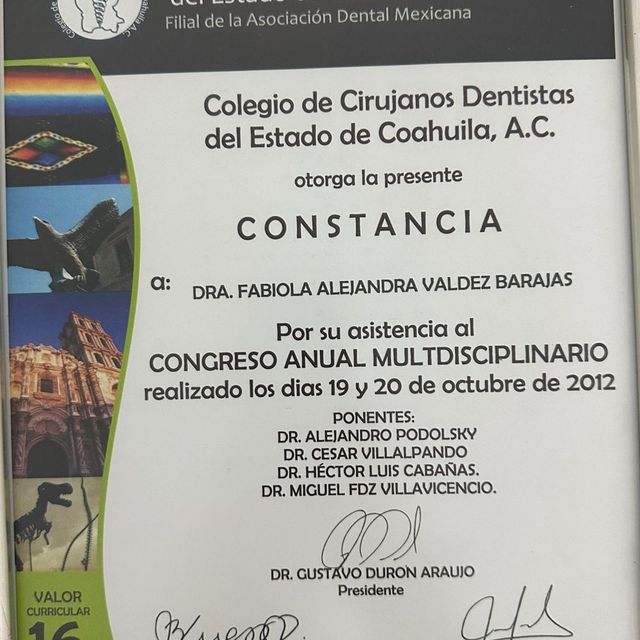 Filial de la Asociación Dental Mexicana
Colegio de Cirujanos Dentistas
del Estado de Coahuila, A.C.
otorga la presente
CONSTANCIA
a: DRA. FABIOLA ALEJANDRA VALDEZ BARAJAS
Por su asistencia al
CONGRESO ANUAL MULTDISCIPLINARIO
realizado los dias 19 y 20 de octubre de 2012
PONENTES:
DR. ALEJANDRO PODOLSKY
DR. CESAR VILLALPANDO
DR. HÉCTOR LUIS CABAÑAS.
DR. MIGUEL FDZ VILLAVICENCIO.
DR. GUSTAVO DURON ARAUJO
Presidente
VALOR
CURRICULAR
16